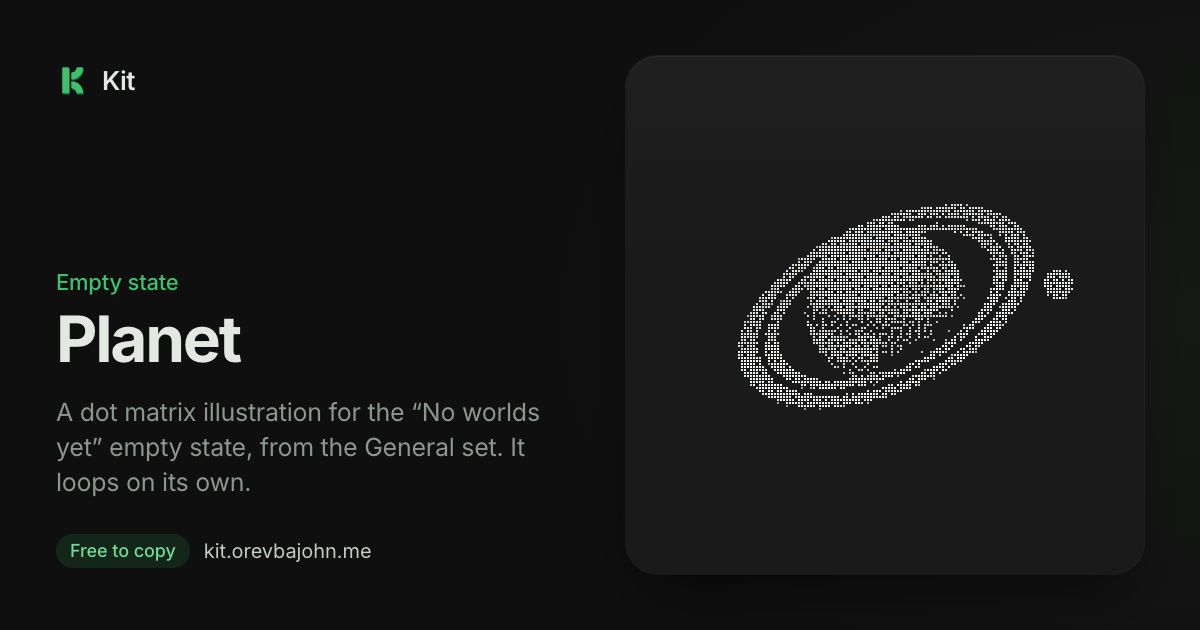 Kit
Empty state
Planet
A dot matrix illustration for the “No worlds
yet” empty state, from the General set. It
loops on its own.
Free to copy
kit.orevbajohn.me